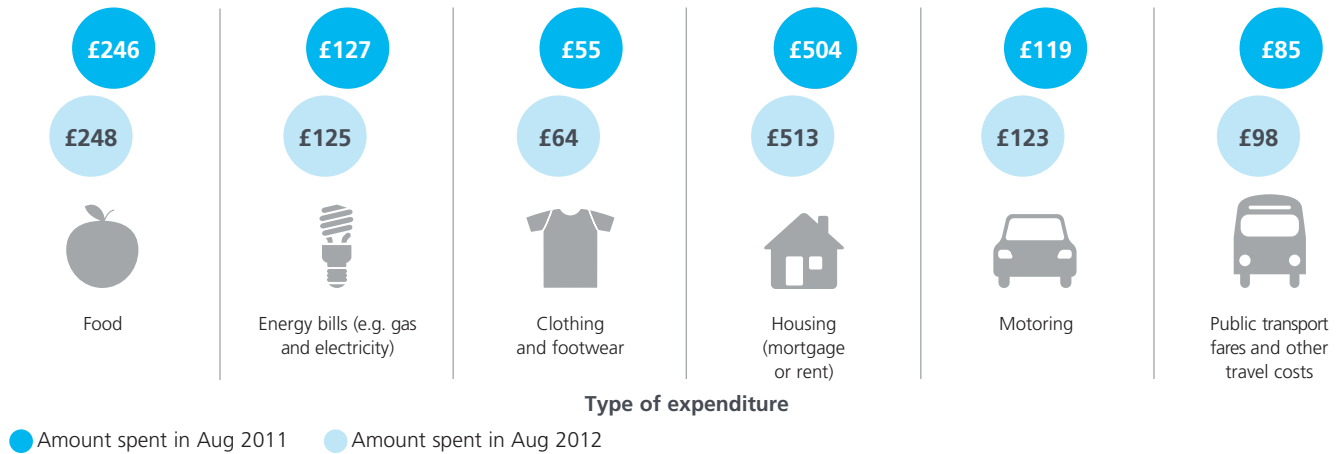 £246
£127
£55
£504
£119
£85
£248
£125
£64
£513
£123
£98
Food
Energy bills (e.g. gas
and electricity)
Clothing
and footwear
Housing
(mortgage
or rent)
Motoring
Public transport
fares and other
travel costs
Type of expenditure
Amount spent in Aug 2011
Amount spent in Aug 2012